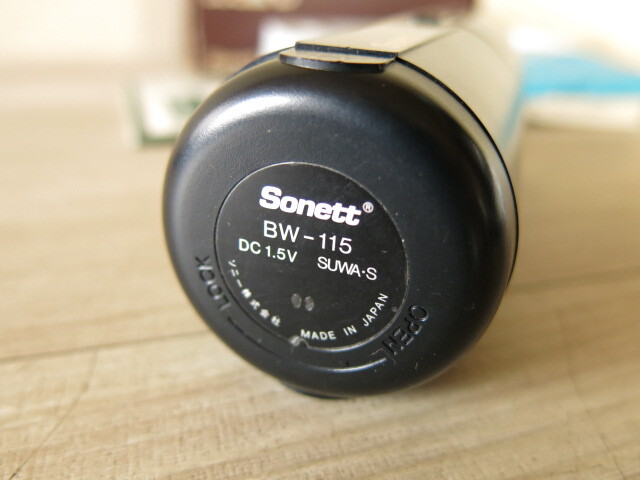 Sonett®
BW-115
DC 1.5V SUWA·S
ソニー株式会社
MADE IN JAPAN
LOCK
OPEN